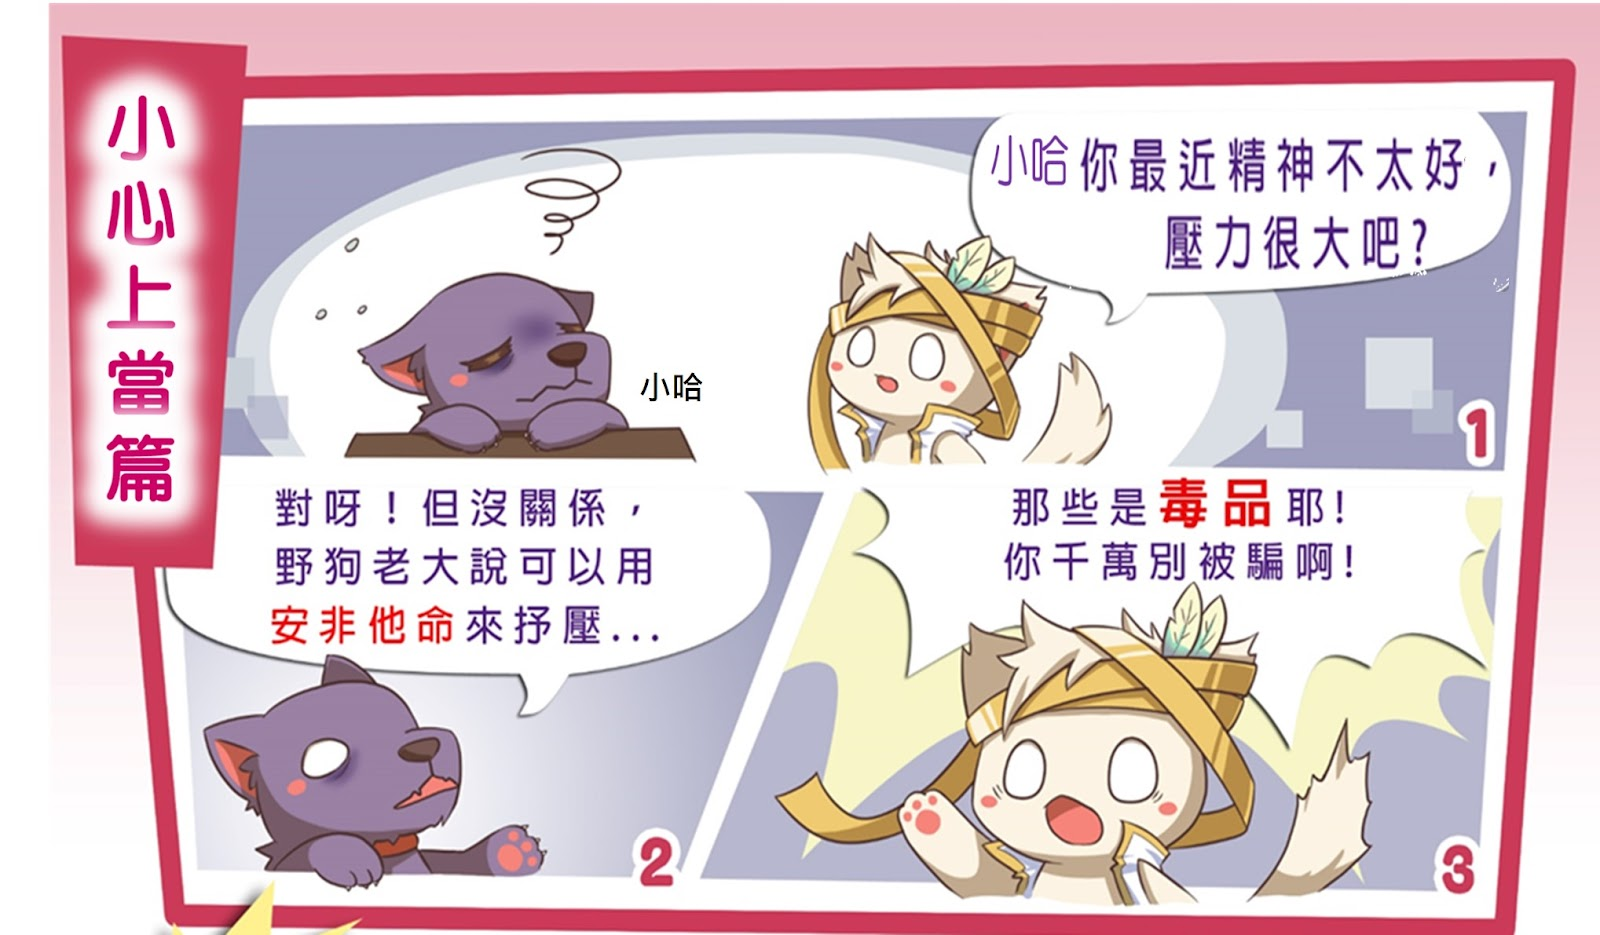 小心上當篇
小哈你最近精神不太好，
壓力很大吧?
小哈
1
對呀！但沒關係，
野狗老大說可以用
安非他命來抒壓...
2
那些是毒品耶!
你千萬別被騙啊!
3